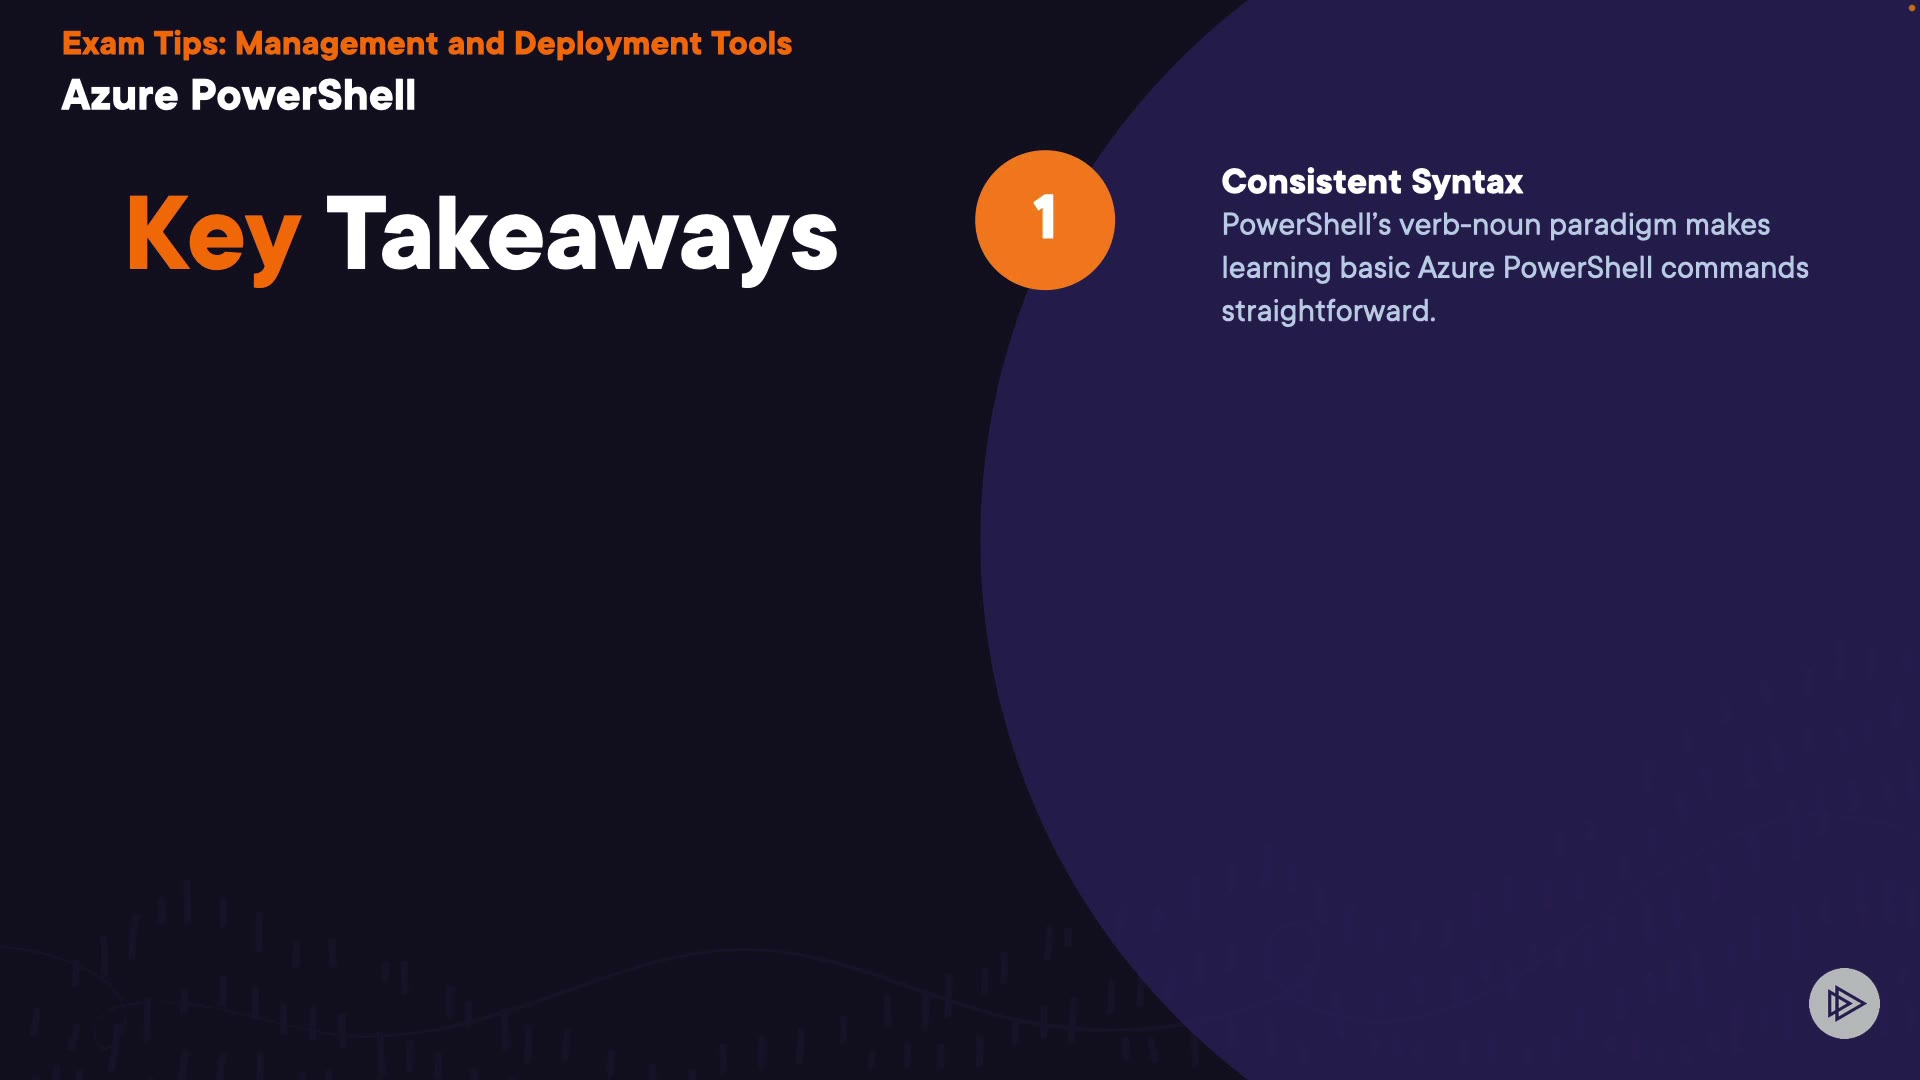 Exam Tips: Management and Deployment Tools
Azure PowerShell
Key Takeaways
1
Consistent Syntax
PowerShell’s verb-noun paradigm makes
learning basic Azure PowerShell commands
straightforward.